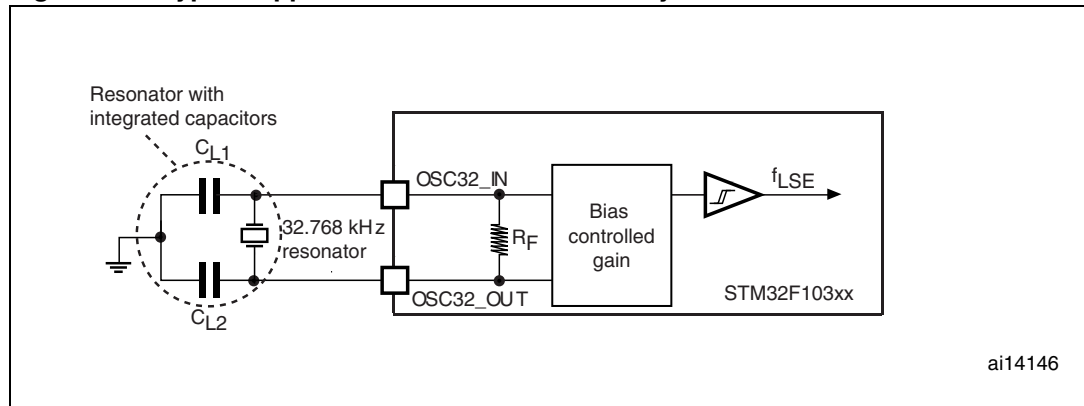 Resonator with
integrated capacitors
CL1
OSC32_IN
fLSE
32.768 kHz
resonator
RF
Bias
controlled
gain
OSC32_OUT
STM32F103xx
CL2
ai14146